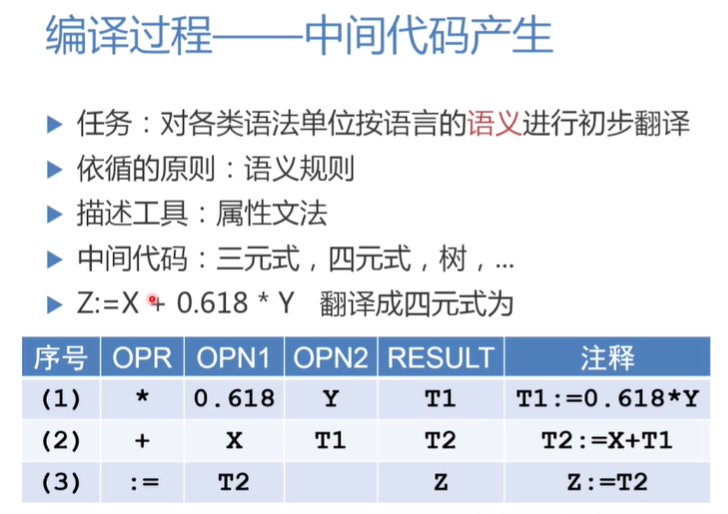 编译过程——中间代码产生
任务：对各类语法单位按语言的语义进行初步翻译
依循的原则：语义规则
描述工具：属性文法
中间代码：三元式，四元式，树，...
Z:=X + 0.618 * Y 翻译成四元式为
序号 OPR OPN1 OPN2 RESULT 注释
(1) * 0.618 Y T1 T1:=0.618*Y
(2) + X T1 T2 T2:=X+T1
(3) := T2 Z Z:=T2